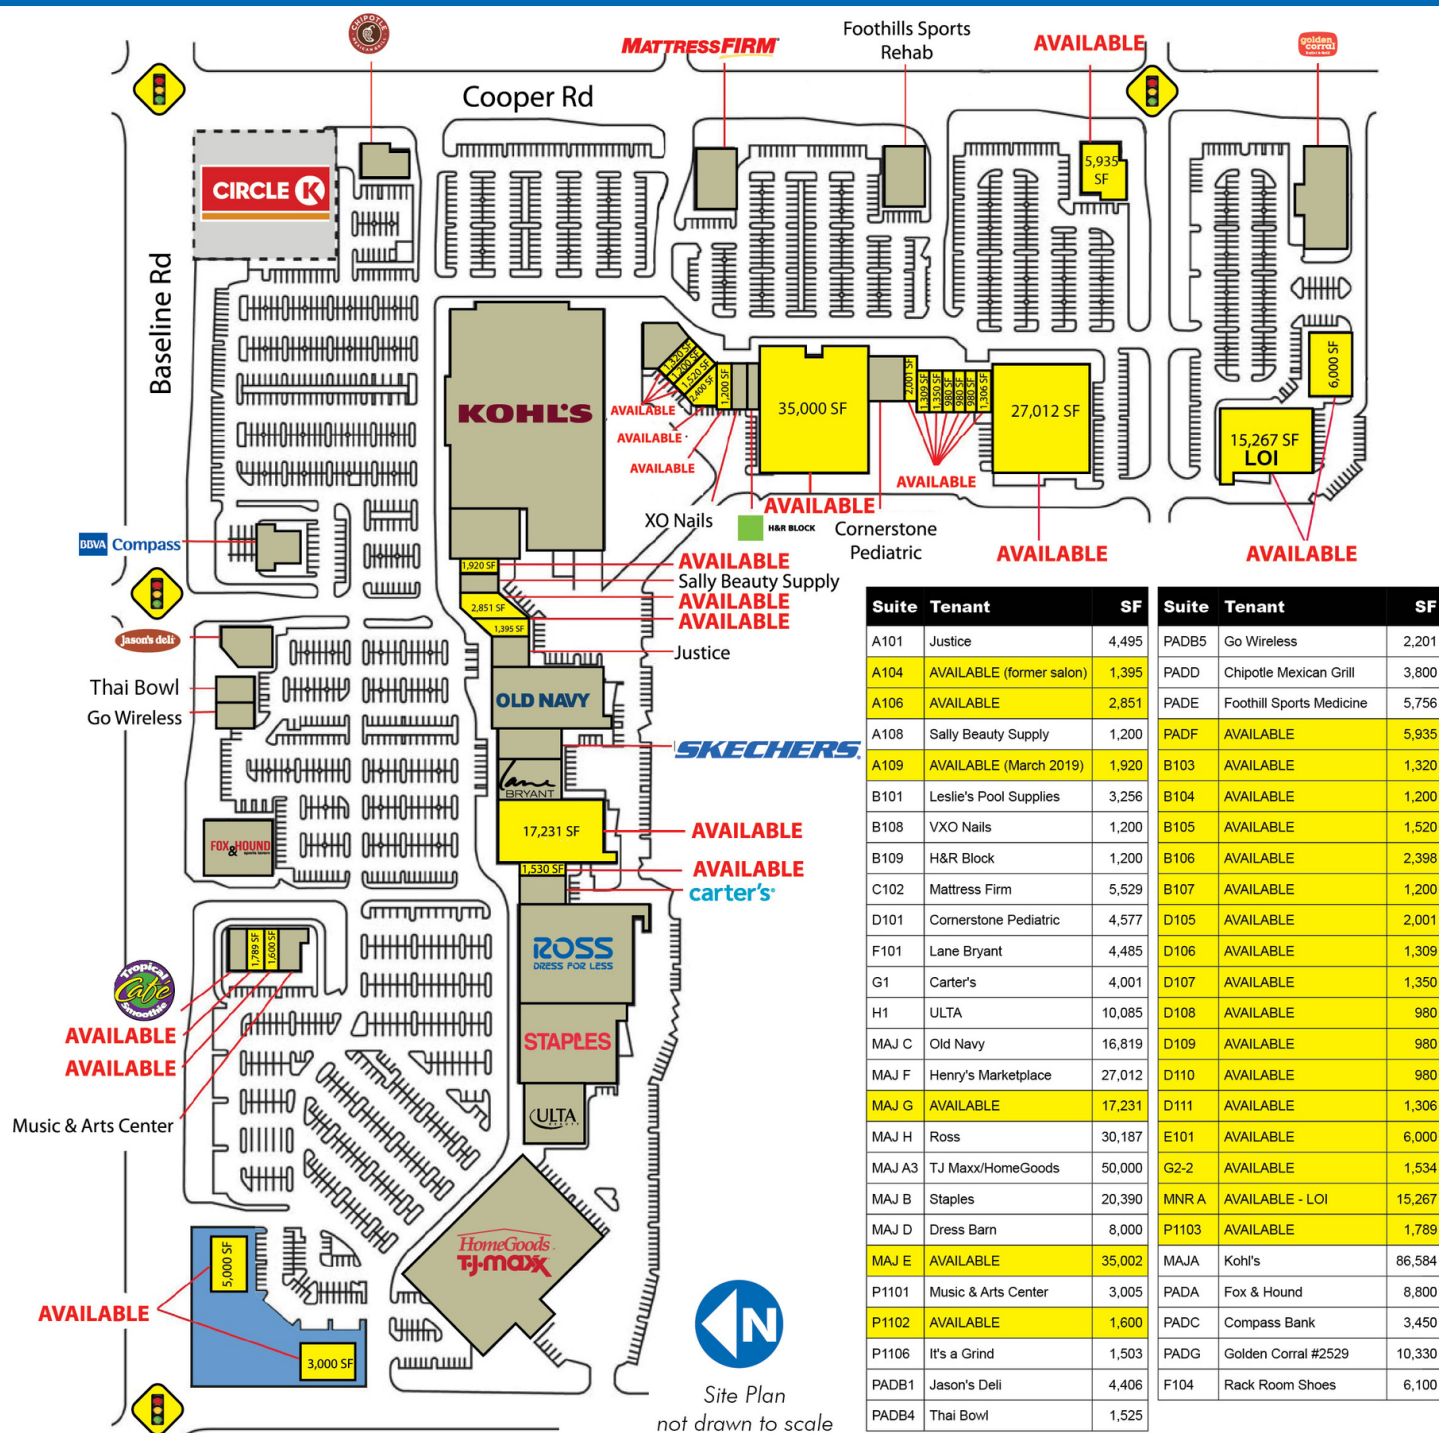 CHIPOTLE
MEXICAN GRILL
MATTRESSFIRM
Foothills Sports
Rehab
AVAILABLE
golden
corral
Cooper Rd
Baseline Rd
CIRCLE K
5,935
SF
KOHL'S
1,320 SF
1,200 SF
1,520 SF
2,400 SF
1,200 SF
35,000 SF
2,001 SF
1,309 SF
1,350 SF
980 SF
980 SF
980 SF
1,306 SF
27,012 SF
6,000 SF
15,267 SF
LOI
AVAILABLE
AVAILABLE
AVAILABLE
AVAILABLE
AVAILABLE
XO Nails
H&R BLOCK
Cornerstone
Pediatric
AVAILABLE
AVAILABLE
BBVA Compass
1,920 SF
AVAILABLE
Sally Beauty Supply
2,851 SF
AVAILABLE
1,395 SF
AVAILABLE
Justice
Jason's deli
Thai Bowl
Go Wireless
OLD NAVY
SKECHERS
Lane
BRYANT
17,231 SF
AVAILABLE
FOX & HOUND
1,530 SF
AVAILABLE
carter's
ROSS
DRESS FOR LESS
1,789 SF
1,600 SF
Tropical
Cafe
Smoothie
AVAILABLE
AVAILABLE
STAPLES
Music & Arts Center
ULTA
BEAUTY
HomeGoods
T·J·maxx
5,000 SF
AVAILABLE
3,000 SF
N
Site Plan
not drawn to scale
Suite Tenant SF
A101 Justice 4,495
A104 AVAILABLE (former salon) 1,395
A106 AVAILABLE 2,851
A108 Sally Beauty Supply 1,200
A109 AVAILABLE (March 2019) 1,920
B101 Leslie's Pool Supplies 3,256
B108 VXO Nails 1,200
B109 H&R Block 1,200
C102 Mattress Firm 5,529
D101 Cornerstone Pediatric 4,577
F101 Lane Bryant 4,485
G1 Carter's 4,001
H1 ULTA 10,085
MAJ C Old Navy 16,819
MAJ F Henry's Marketplace 27,012
MAJ G AVAILABLE 17,231
MAJ H Ross 30,187
MAJ A3 TJ Maxx/HomeGoods 50,000
MAJ B Staples 20,390
MAJ D Dress Barn 8,000
MAJ E AVAILABLE 35,002
P1101 Music & Arts Center 3,005
P1102 AVAILABLE 1,600
P1106 It's a Grind 1,503
PADB1 Jason's Deli 4,406
PADB4 Thai Bowl 1,525
Suite Tenant SF
PADB5 Go Wireless 2,201
PADD Chipotle Mexican Grill 3,800
PADE Foothill Sports Medicine 5,756
PADF AVAILABLE 5,935
B103 AVAILABLE 1,320
B104 AVAILABLE 1,200
B105 AVAILABLE 1,520
B106 AVAILABLE 2,398
B107 AVAILABLE 1,200
D105 AVAILABLE 2,001
D106 AVAILABLE 1,309
D107 AVAILABLE 1,350
D108 AVAILABLE 980
D109 AVAILABLE 980
D110 AVAILABLE 980
D111 AVAILABLE 1,306
E101 AVAILABLE 6,000
G2-2 AVAILABLE 1,534
MNR A AVAILABLE - LOI 15,267
P1103 AVAILABLE 1,789
MAJA Kohl's 86,584
PADA Fox & Hound 8,800
PADC Compass Bank 3,450
PADG Golden Corral #2529 10,330
F104 Rack Room Shoes 6,100